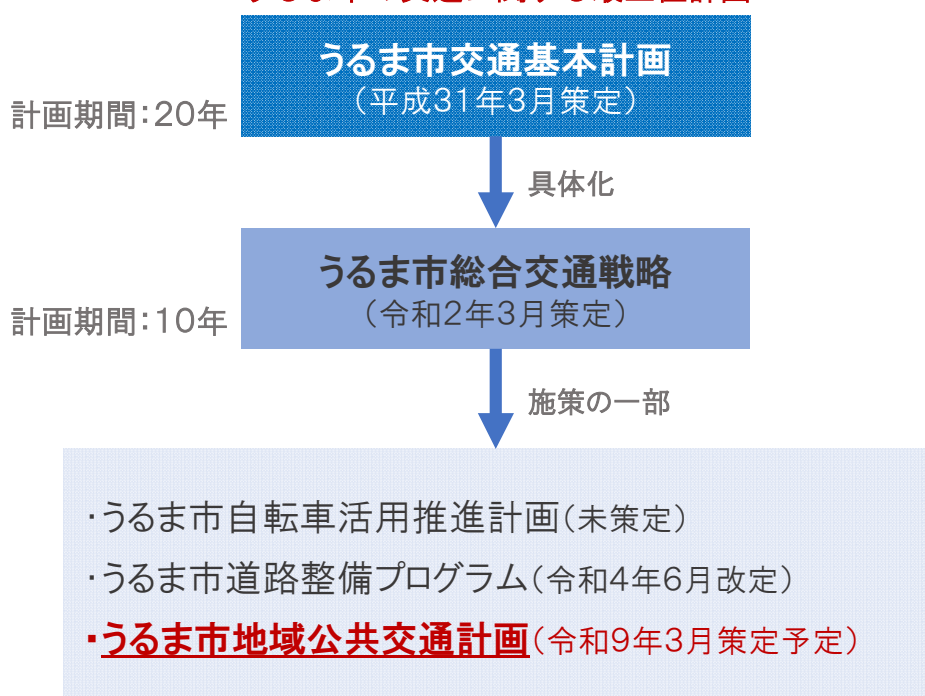 うるま市交通基本計画
（平成31年3月策定）
計画期間：20年
具体化
うるま市総合交通戦略
（令和2年3月策定）
計画期間：10年
施策の一部
・うるま市自転車活用推進計画（未策定）
・うるま市道路整備プログラム（令和4年6月改定）
・うるま市地域公共交通計画（令和9年3月策定予定）